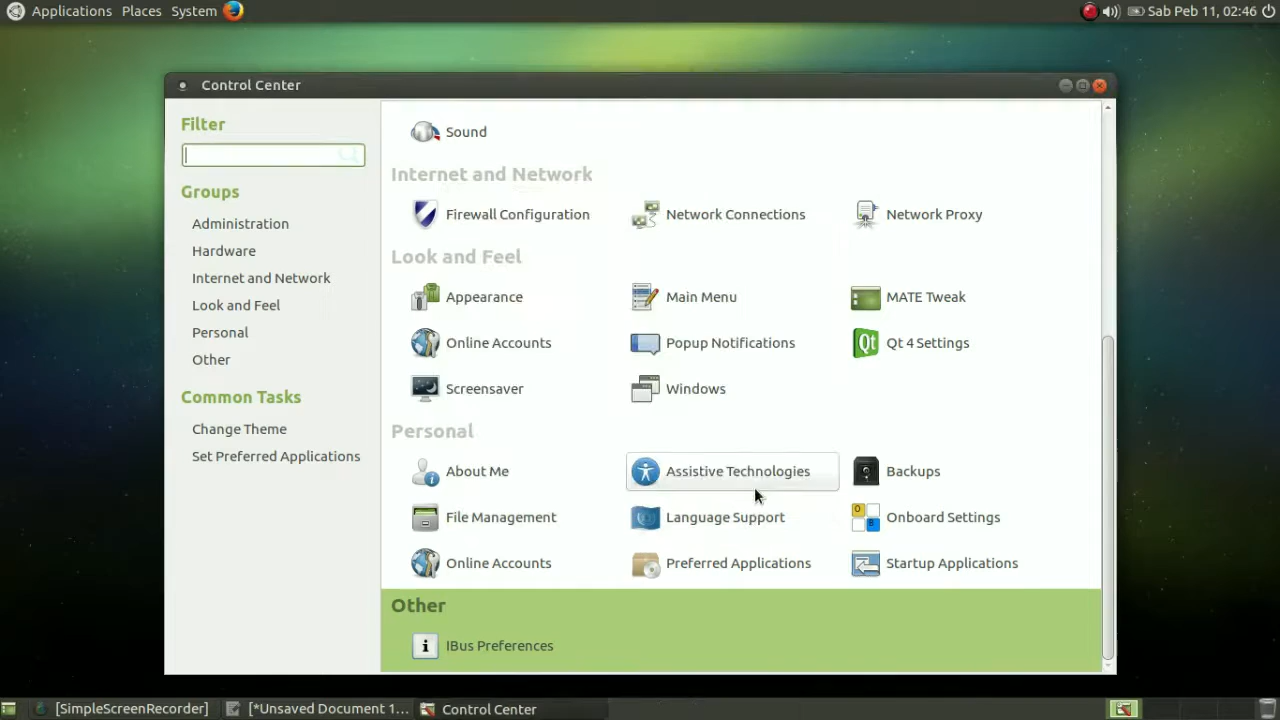 Applications Places System
Sab Peb 11, 02:46
Control Center
Filter
Groups
Administration
Hardware
Internet and Network
Look and Feel
Personal
Other
Common Tasks
Change Theme
Set Preferred Applications
Sound
Internet and Network
Firewall Configuration Network Connections Network Proxy
Look and Feel
Appearance Main Menu MATE Tweak
Online Accounts Popup Notifications Qt 4 Settings
Screensaver Windows
Personal
About Me Assistive Technologies Backups
File Management Language Support Onboard Settings
Online Accounts Preferred Applications Startup Applications
Other
IBus Preferences
[SimpleScreenRecorder] [*Unsaved Document 1... Control Center